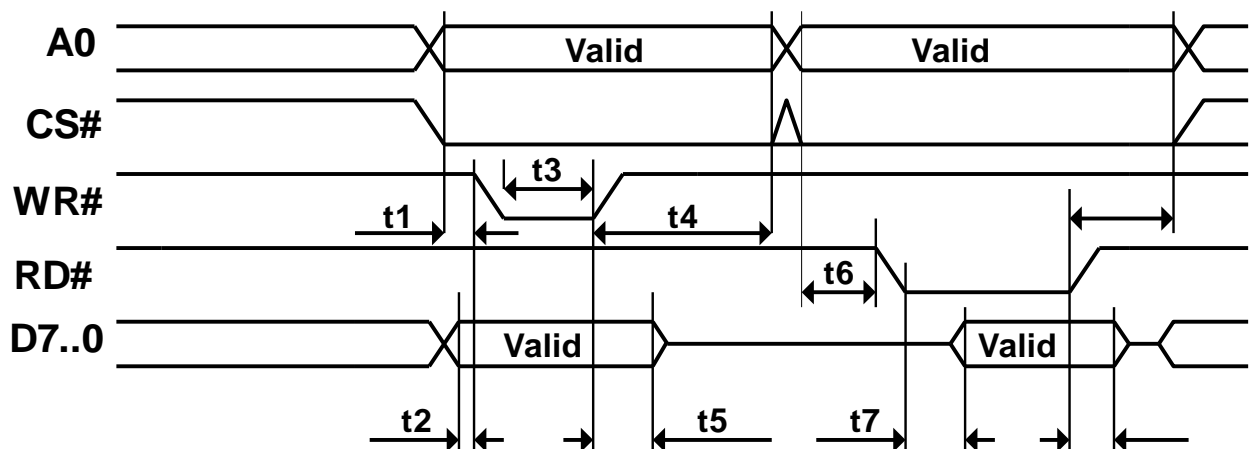 A0 Valid Valid
CS#
t3
WR#
t1 t4
RD# t6
D7..0 Valid Valid
t2 t5 t7